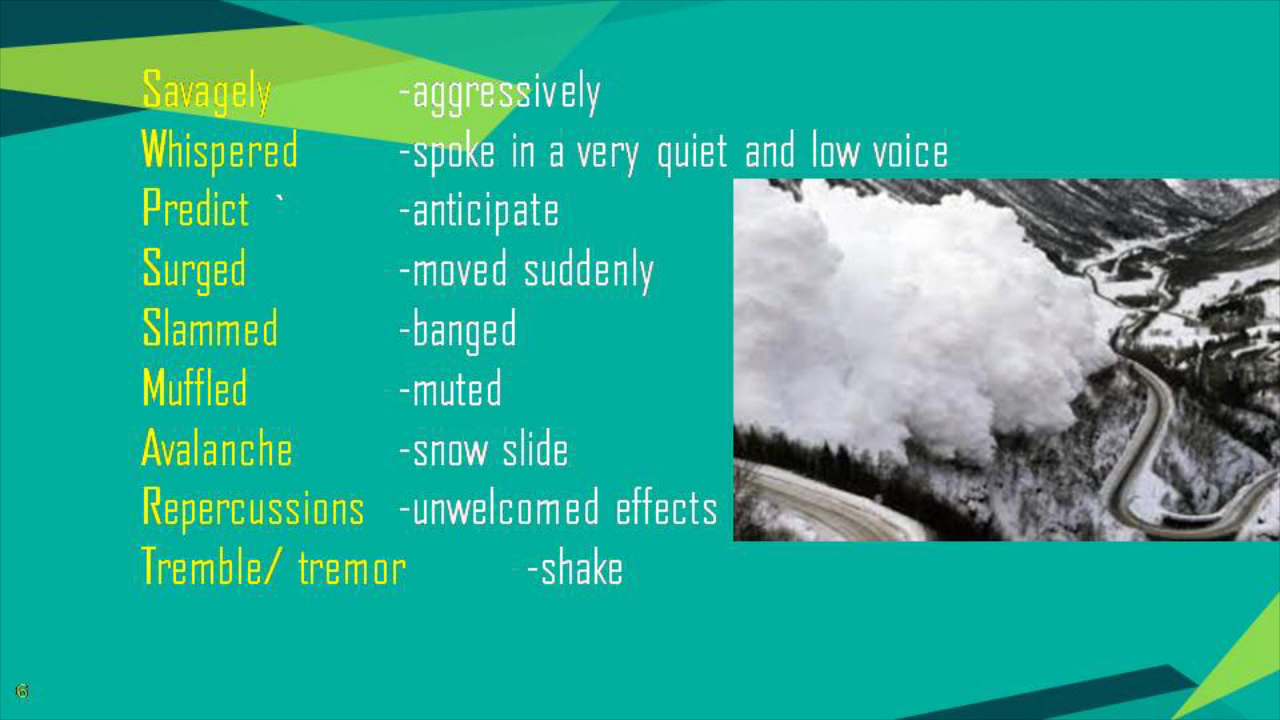 Savagely -aggressively
Whispered -spoke in a very quiet and low voice
Predict ` -anticipate
Surged -moved suddenly
Slammed -banged
Muffled -muted
Avalanche -snow slide
Repercussions -unwelcomed effects
Tremble/ tremor -shake
6